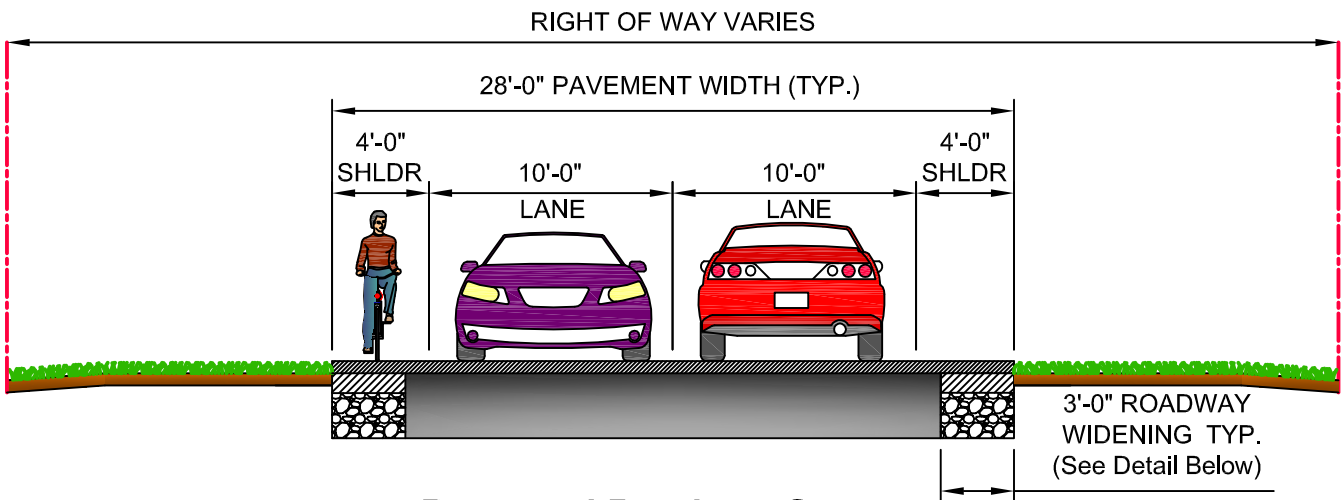 RIGHT OF WAY VARIES
28'-0" PAVEMENT WIDTH (TYP.)
4'-0"
SHLDR
10'-0"
LANE
10'-0"
LANE
4'-0"
SHLDR
3'-0" ROADWAY
WIDENING TYP.
(See Detail Below)